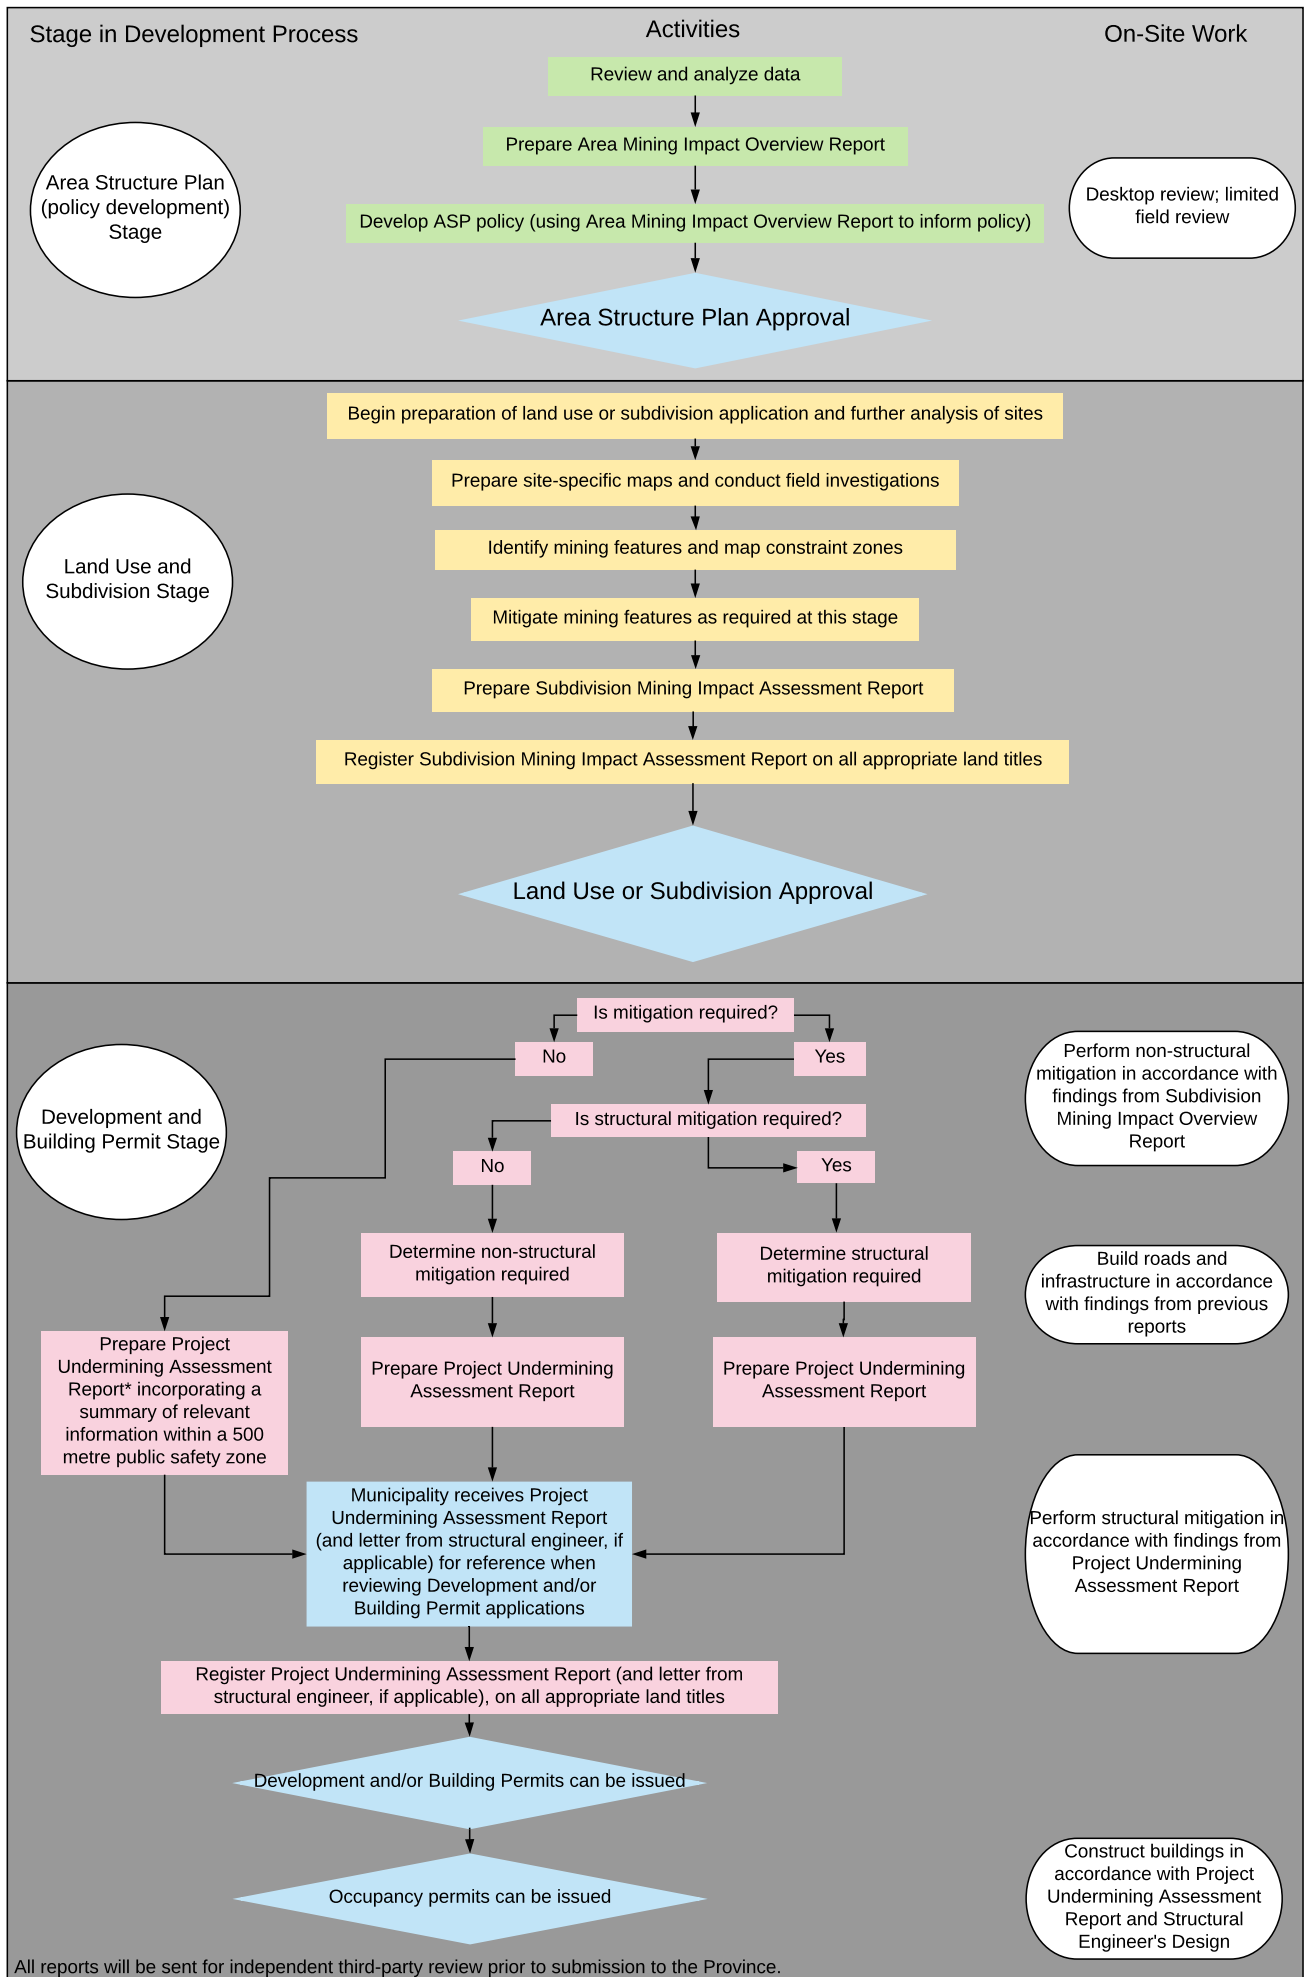 Stage in Development Process
Activities
On-Site Work
Review and analyze data
Prepare Area Mining Impact Overview Report
Area Structure Plan
(policy development)
Stage
Desktop review; limited
field review
Develop ASP policy (using Area Mining Impact Overview Report to inform policy)
Area Structure Plan Approval
Begin preparation of land use or subdivision application and further analysis of sites
Prepare site-specific maps and conduct field investigations
Identify mining features and map constraint zones
Land Use and
Subdivision Stage
Mitigate mining features as required at this stage
Prepare Subdivision Mining Impact Assessment Report
Register Subdivision Mining Impact Assessment Report on all appropriate land titles
Land Use or Subdivision Approval
Is mitigation required?
No
Yes
Perform non-structural
mitigation in accordance with
findings from Subdivision
Mining Impact Overview
Report
Development and
Building Permit Stage
Is structural mitigation required?
No
Yes
Determine non-structural
mitigation required
Determine structural
mitigation required
Build roads and
infrastructure in accordance
with findings from previous
reports
Prepare Project
Undermining Assessment
Report* incorporating a
summary of relevant
information within a 500
metre public safety zone
Prepare Project Undermining
Assessment Report
Prepare Project Undermining
Assessment Report
Municipality receives Project
Undermining Assessment Report
(and letter from structural engineer, if
applicable) for reference when
reviewing Development and/or
Building Permit applications
Perform structural mitigation in
accordance with findings from
Project Undermining
Assessment Report
Register Project Undermining Assessment Report (and letter from
structural engineer, if applicable), on all appropriate land titles
Development and/or Building Permits can be issued
Occupancy permits can be issued
Construct buildings in
accordance with Project
Undermining Assessment
Report and Structural
Engineer's Design
All reports will be sent for independent third-party review prior to submission to the Province.